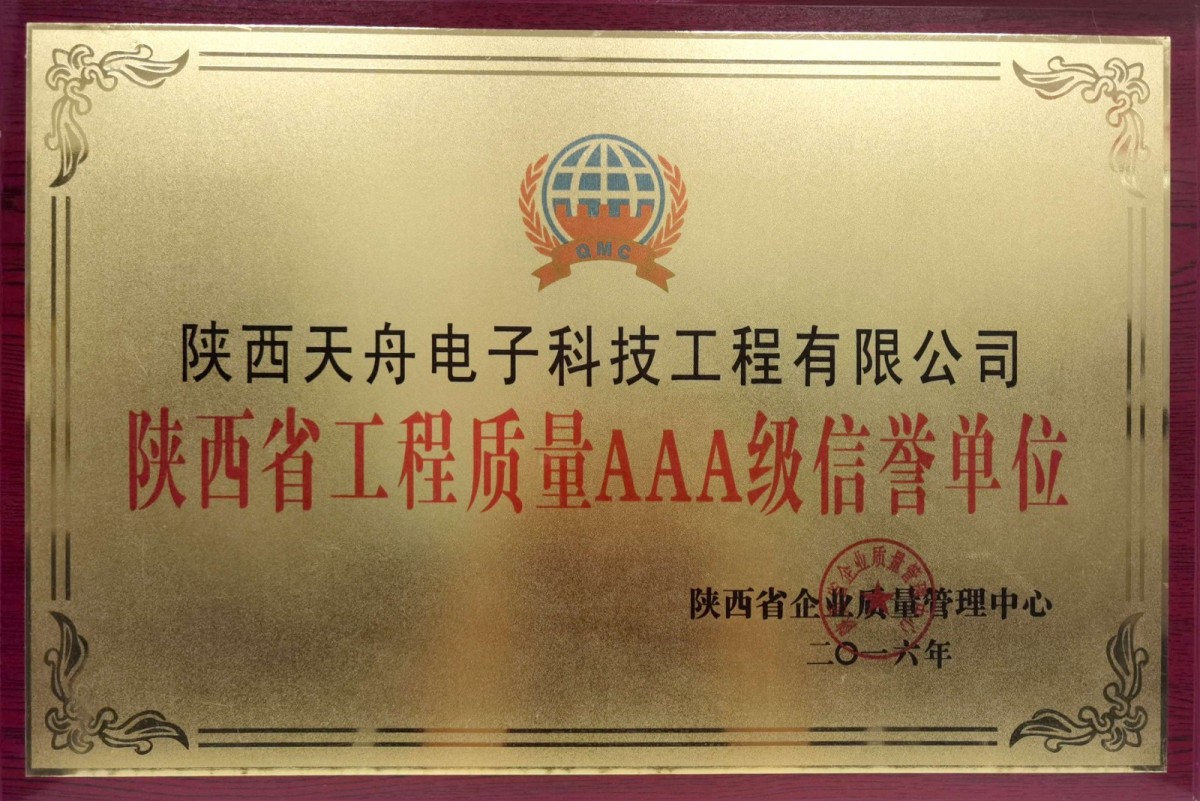 QMC
陕西天舟电子科技工程有限公司
陕西省工程质量AAA级信誉单位
陕西省企业质量管理中心
二〇一六年